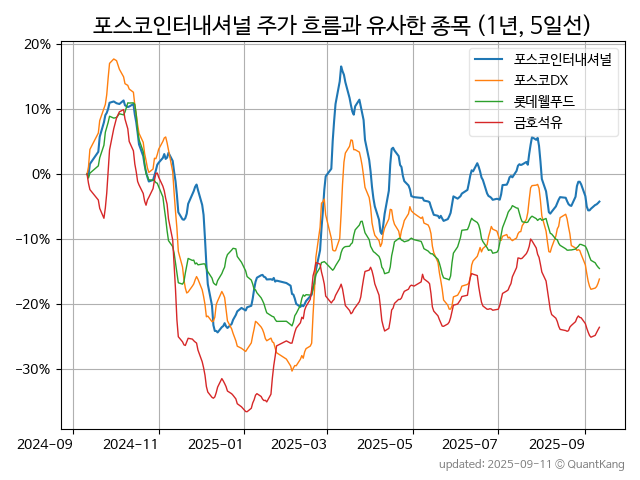 포스코인터내셔널 주가 흐름과 유사한 종목 (1년, 5일선)
포스코인터내셔널
포스코DX
롯데웰푸드
금호석유
20%
10%
0%
−10%
−20%
−30%
2024-09 2024-11 2025-01 2025-03 2025-05 2025-07 2025-09
updated: 2025-09-11 © QuantKang